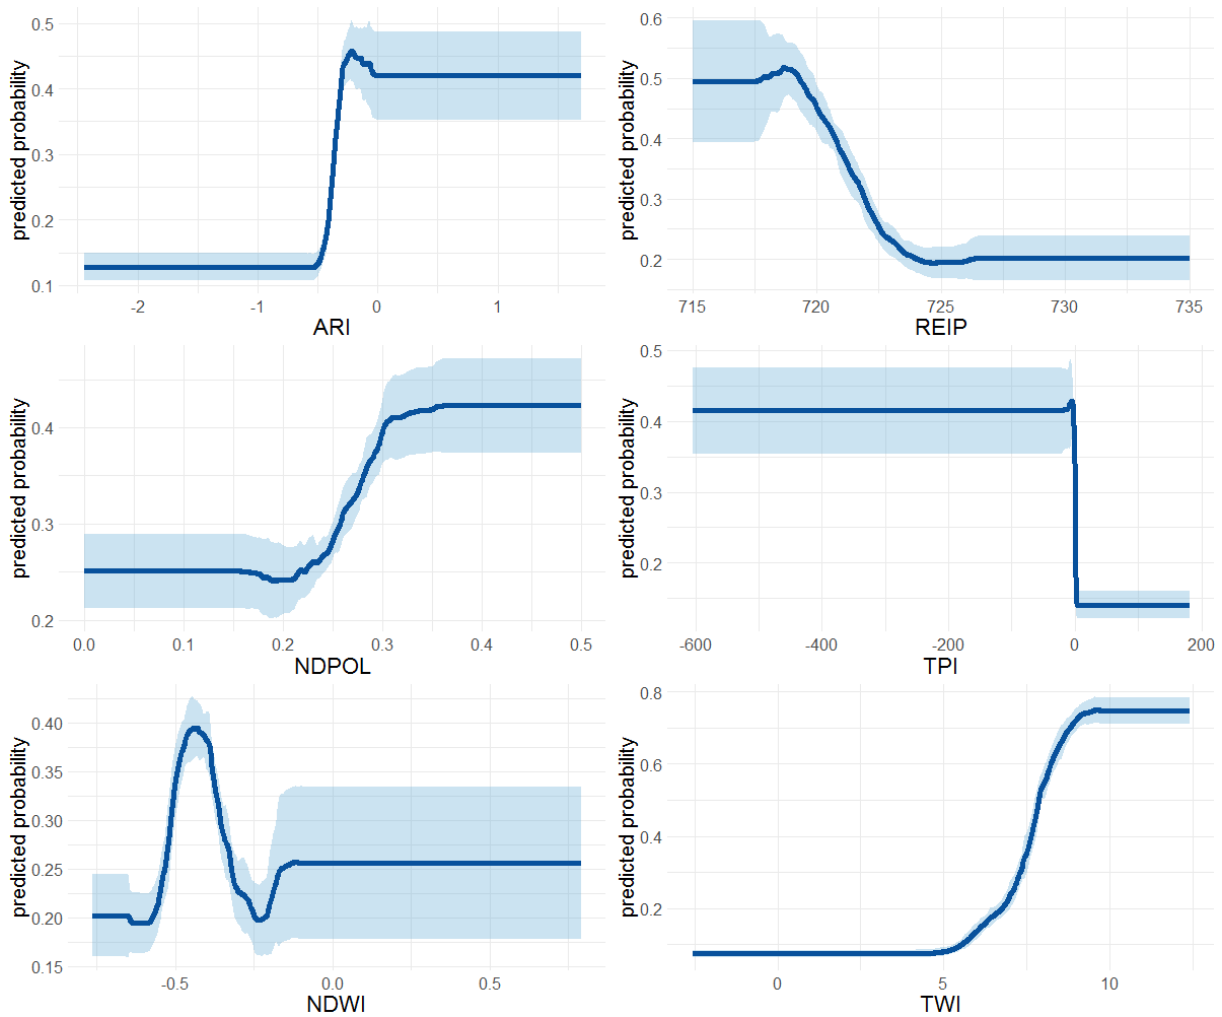 predicted probability
0.5
0.4
0.3
0.2
0.1
-2 -1 0 1
ARI
predicted probability
0.6
0.5
0.4
0.3
0.2
715 720 725 730 735
REIP
predicted probability
0.4
0.3
0.2
0.0 0.1 0.2 0.3 0.4 0.5
NDPOL
predicted probability
0.5
0.4
0.3
0.2
-600 -400 -200 0 200
TPI
predicted probability
0.40
0.35
0.30
0.25
0.20
0.15
-0.5 0.0 0.5
NDWI
predicted probability
0.8
0.6
0.4
0.2
0 5 10
TWI